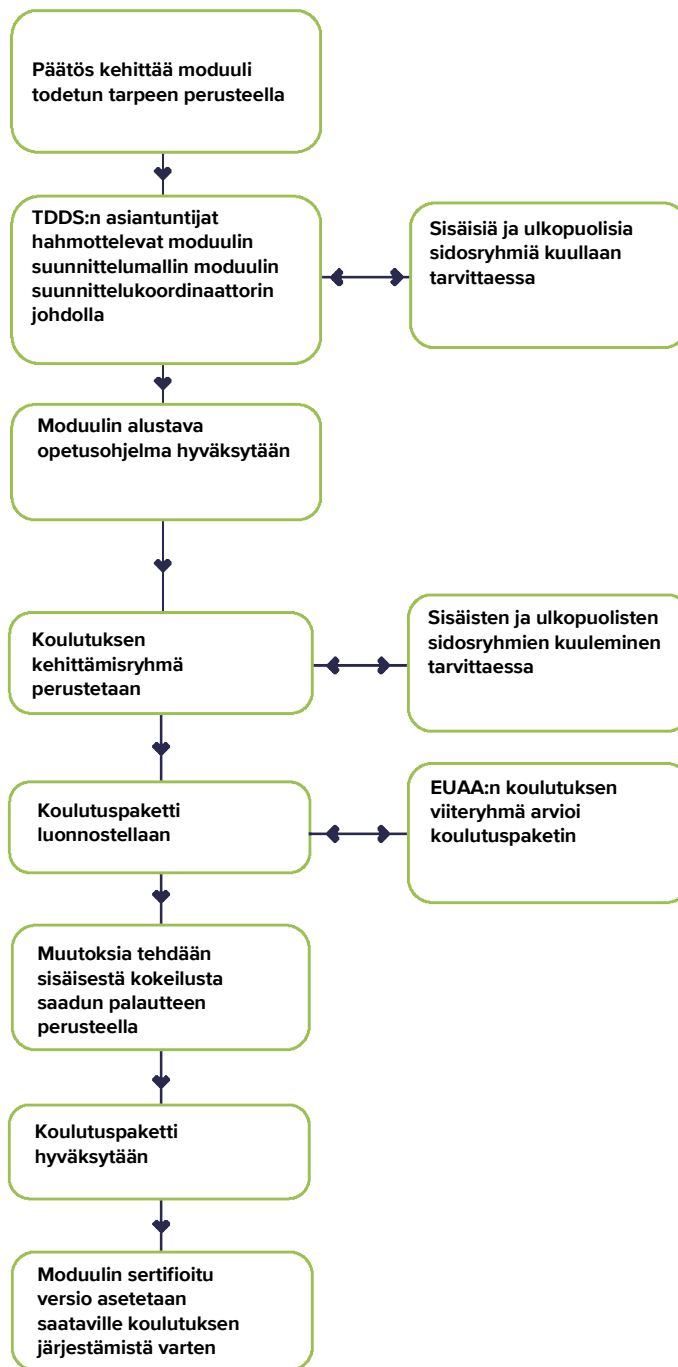 Päätös kehittää moduuli
todetun tarpeen perusteella
TDDS:n asiantuntijat
hahmottelevat moduulin
suunnittelumallin moduulin
suunnittelukoordinaattorin
johdolla
Sisäisiä ja ulkopuolisia
sidosryhmiä kuullaan
tarvittaessa
Moduulin alustava
opetusohjelma hyväksytään
Koulutuksen
kehittämisryhmä
perustetaan
Sisäisten ja ulkopuolisten
sidosryhmien kuuleminen
tarvittaessa
Koulutuspaketti
luonnostellaan
EUAA:n koulutuksen
viiteryhmä arvioi
koulutuspaketin
Muutoksia tehdään
sisäisestä kokeilusta
saadun palautteen
perusteella
Koulutuspaketti
hyväksytään
Moduulin sertifioitu
versio asetetaan
saataville koulutuksen
järjestämistä varten